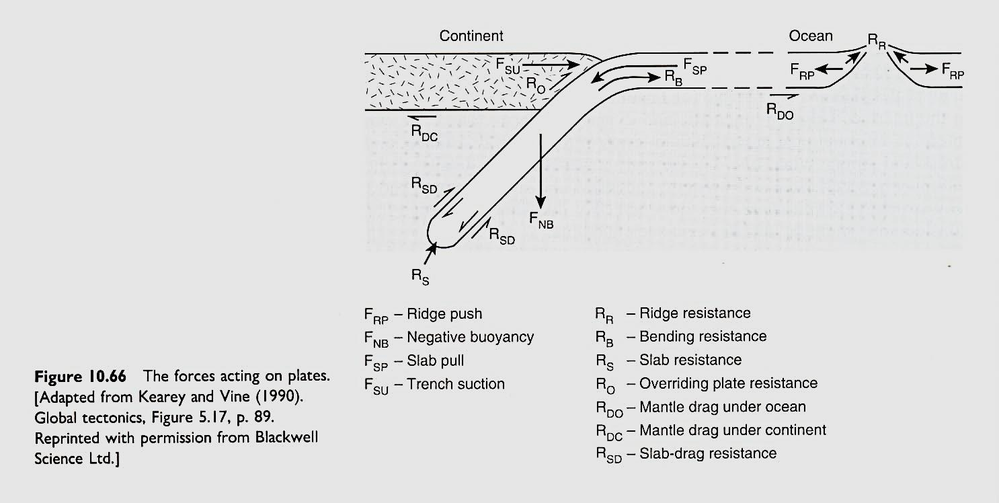 Continent
Ocean
R_R
F_SU
F_SP
F_RP
F_RP
R_O
R_B
R_DO
R_DC
R_SD
F_NB
R_SD
R_S
F_RP – Ridge push
F_NB – Negative buoyancy
F_SP – Slab pull
F_SU – Trench suction
R_R – Ridge resistance
R_B – Bending resistance
R_S – Slab resistance
R_O – Overriding plate resistance
R_DO – Mantle drag under ocean
R_DC – Mantle drag under continent
R_SD – Slab-drag resistance
Figure 10.66 The forces acting on plates.
[Adapted from Kearey and Vine (1990).
Global tectonics, Figure 5.17, p. 89.
Reprinted with permission from Blackwell
Science Ltd.]